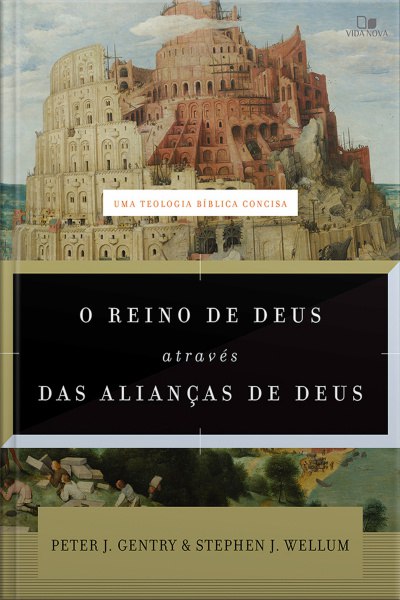 VIDA NOVA
UMA TEOLOGIA BÍBLICA CONCISA
O REINO DE DEUS
através
DAS ALIANÇAS DE DEUS
PETER J. GENTRY & STEPHEN J. WELLUM